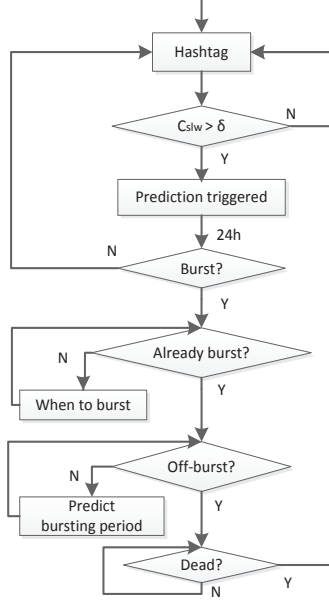 Hashtag
Cslw > δ
N
Y
Prediction triggered
24h
N
Burst?
Y
Already burst?
N
Y
When to burst
Off-burst?
N
Y
Predict
bursting period
Dead?
Y
N